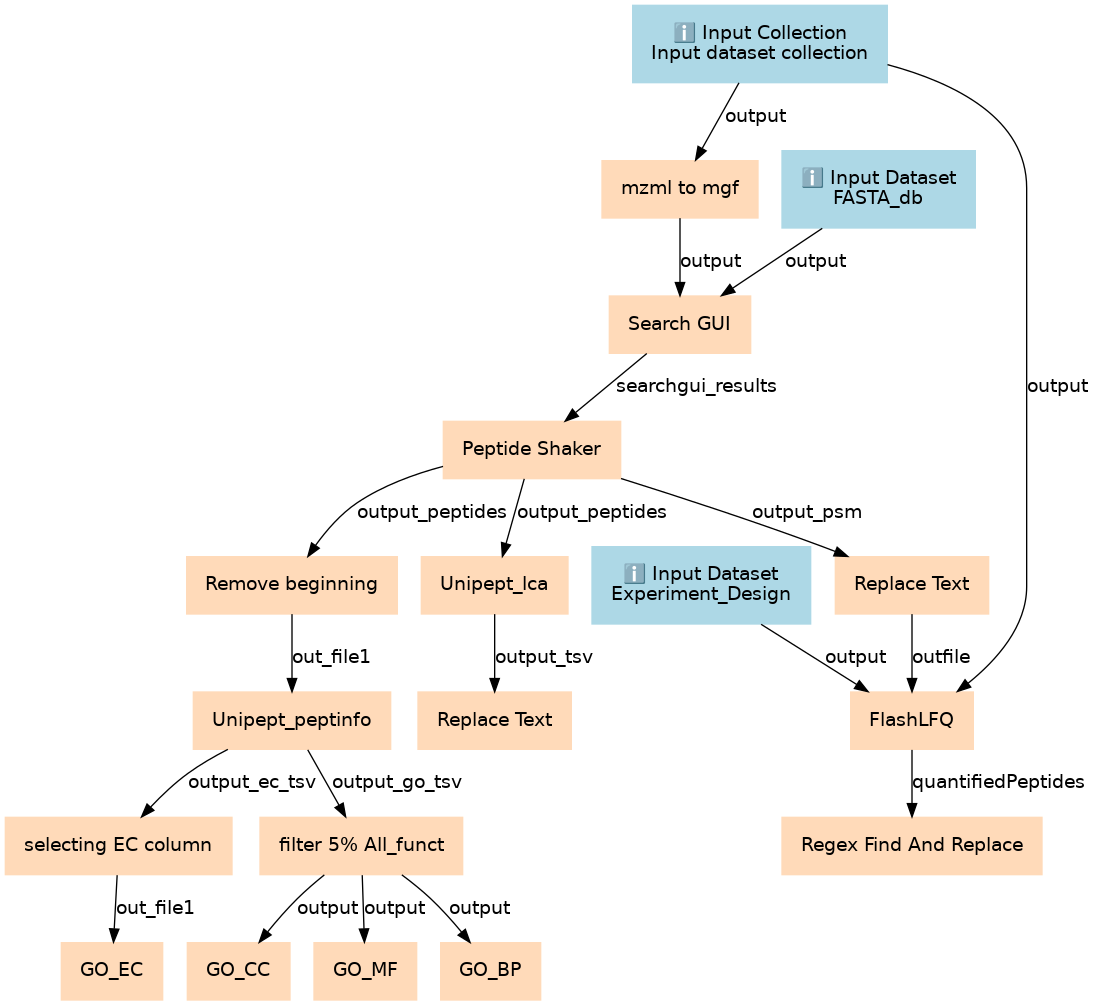 ℹ️ Input Collection
Input dataset collection
output
mzml to mgf
ℹ️ Input Dataset
FASTA_db
output
output
output
Search GUI
searchgui_results
Peptide Shaker
output_peptides
output_peptides
output_psm
Remove beginning
Unipept_lca
ℹ️ Input Dataset
Experiment_Design
Replace Text
out_file1
output_tsv
output
outfile
Unipept_peptinfo
Replace Text
FlashLFQ
output_ec_tsv
output_go_tsv
quantifiedPeptides
selecting EC column
filter 5% All_funct
Regex Find And Replace
out_file1
output
output
output
GO_EC
GO_CC
GO_MF
GO_BP